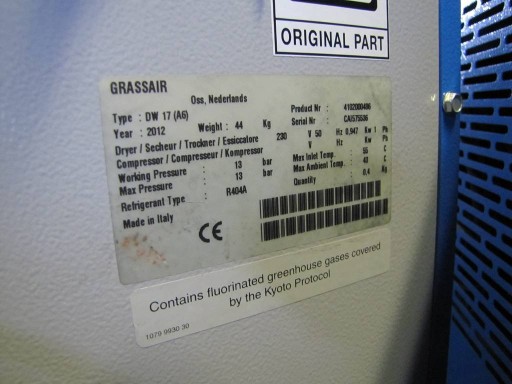 ORIGINAL PART
GRASSAIR
Oss, Nederlands
Type : DW 17 (A6)
Product Nr : 4102000406
Year : 2012 Weight : 44 Kg
Serial Nr : CAI575536
Dryer / Secheur / Trockner / Essiccatore 230 V 50 Hz 0,947 Kw 1 Ph
Compressor / Compresseur / Kompressor V Hz Kw Ph
Working Pressure : 13 bar
Max Inlet Temp. : 55 C
Max Pressure : 13 bar
Max Ambient Temp. : 43 C
Refrigerant Type : R404A
Quantity : 0,4 Kg
Made in Italy
CE
Contains fluorinated greenhouse gases covered
by the Kyoto Protocol
1079 9930 30